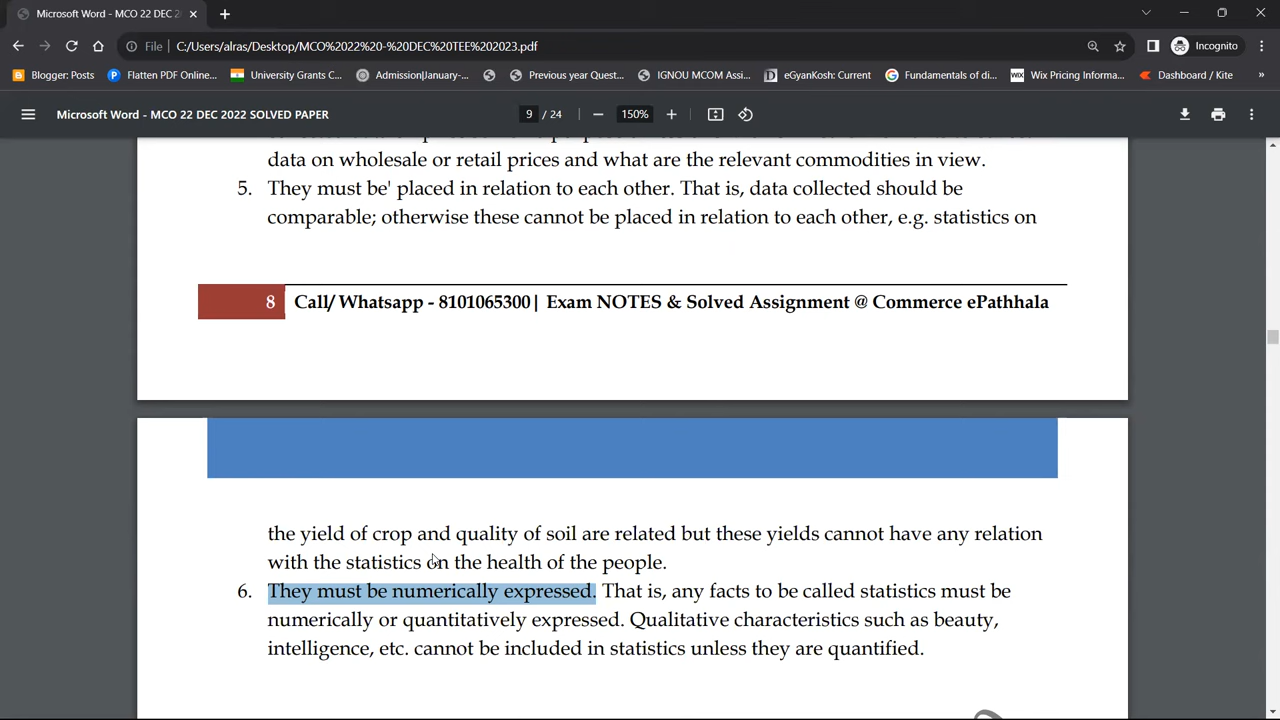 Microsoft Word - MCO 22 DEC 2
File
C:/Users/alras/Desktop/MCO%2022%20-%20DEC%20TEE%202023.pdf
Incognito
Blogger: Posts
Flatten PDF Online...
University Grants C...
Admission|January-...
Previous year Quest...
IGNOU MCOM Assi...
eGyanKosh: Current
Fundamentals of di...
Wix Pricing Informa...
Dashboard / Kite
Microsoft Word - MCO 22 DEC 2022 SOLVED PAPER
9 / 24
150%
data on wholesale or retail prices and what are the relevant commodities in view.
5. They must be' placed in relation to each other. That is, data collected should be
comparable; otherwise these cannot be placed in relation to each other, e.g. statistics on
8 Call/ Whatsapp - 8101065300| Exam NOTES & Solved Assignment @ Commerce ePathhala
the yield of crop and quality of soil are related but these yields cannot have any relation
with the statistics on the health of the people.
6. They must be numerically expressed. That is, any facts to be called statistics must be
numerically or quantitatively expressed. Qualitative characteristics such as beauty,
intelligence, etc. cannot be included in statistics unless they are quantified.